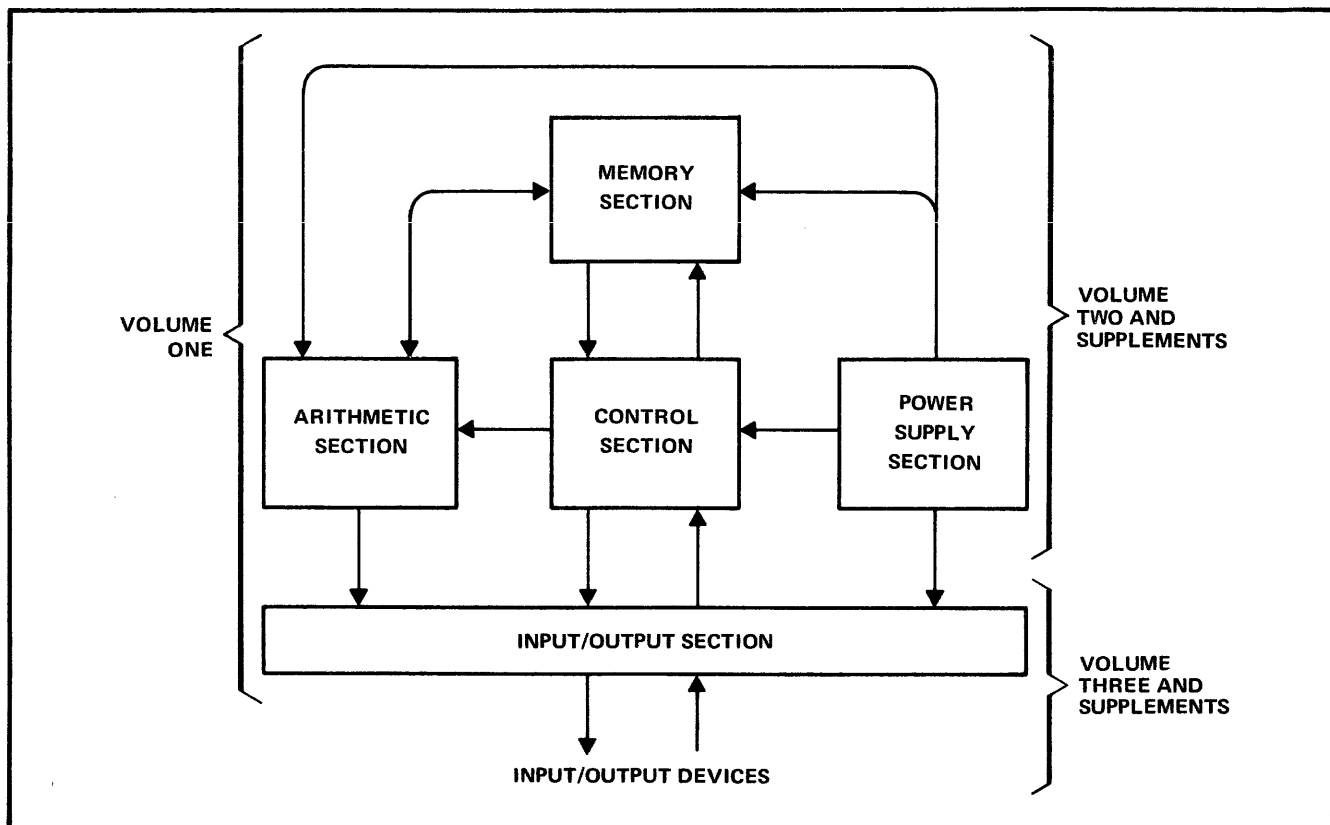 MEMORY
SECTION
VOLUME
ONE
VOLUME
TWO AND
SUPPLEMENTS
ARITHMETIC
SECTION
CONTROL
SECTION
POWER
SUPPLY
SECTION
INPUT/OUTPUT SECTION
VOLUME
THREE AND
SUPPLEMENTS
INPUT/OUTPUT DEVICES